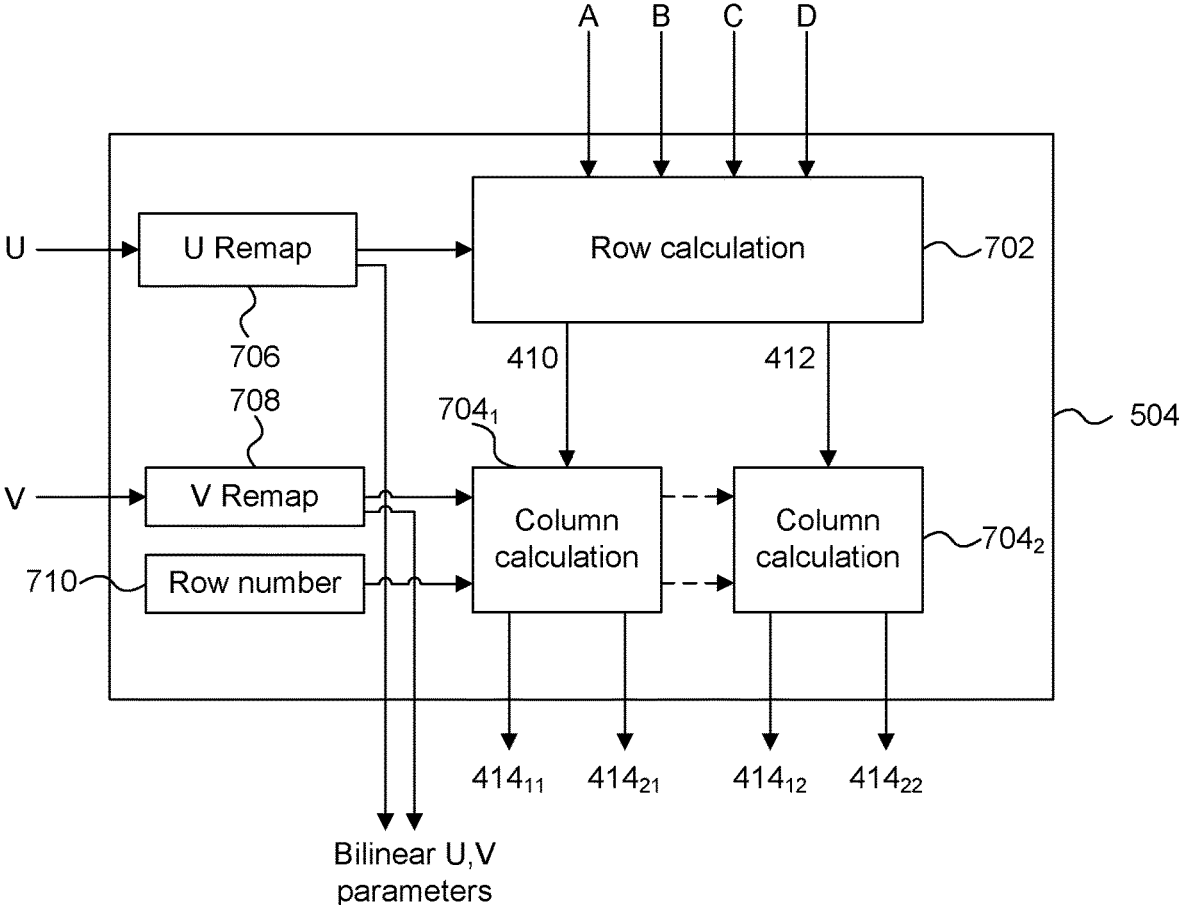 A B C D
U
U Remap
Row calculation
702
706
410
412
708
704₁
504
V
V Remap
Column
calculation
Column
calculation
704₂
710
Row number
414₁₁
414₂₁
414₁₂
414₂₂
Bilinear U,V
parameters